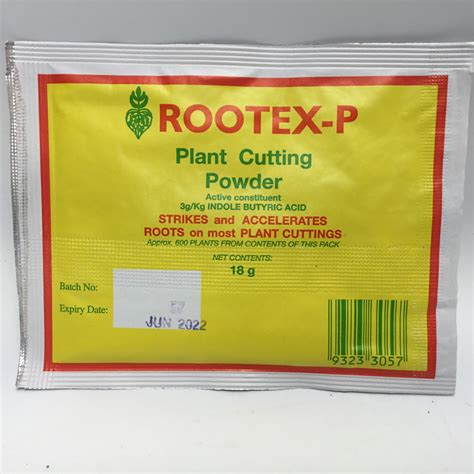 ROOTEX-P
Plant Cutting
Powder
Active constituent
3g/Kg INDOLE BUTYRIC ACID
STRIKES and ACCELERATES
ROOTS on most PLANT CUTTINGS
Approx. 600 PLANTS FROM CONTENTS OF THIS PACK
NET CONTENTS:
18 g
Batch No:
Expiry Date:
JUN 2022
9323 3057